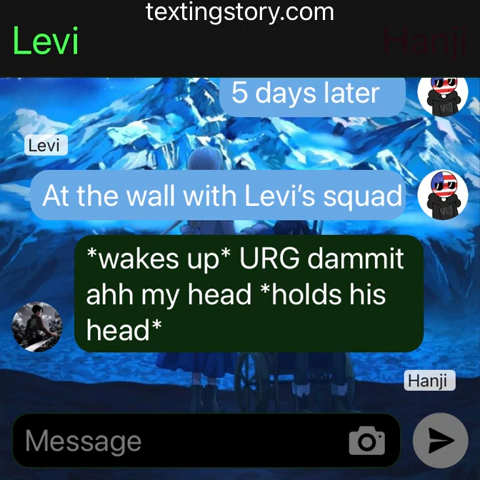 textingstory.com
Levi
Hanji
5 days later
Levi
At the wall with Levi’s squad
*wakes up* URG dammit
ahh my head *holds his
head*
Hanji
Message